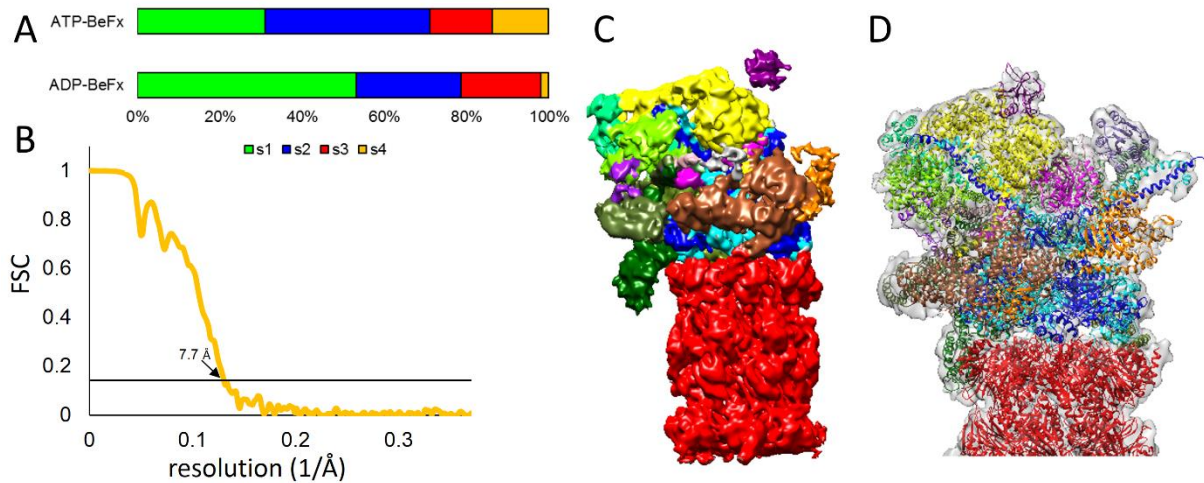 A
ATP-BeFx
ADP-BeFx
0% 20% 40% 60% 80% 100%
s1 s2 s3 s4
B
1
0.8
0.6
0.4
0.2
0
FSC
7.7 Å
0 0.1 0.2 0.3
resolution (1/Å)
C
D